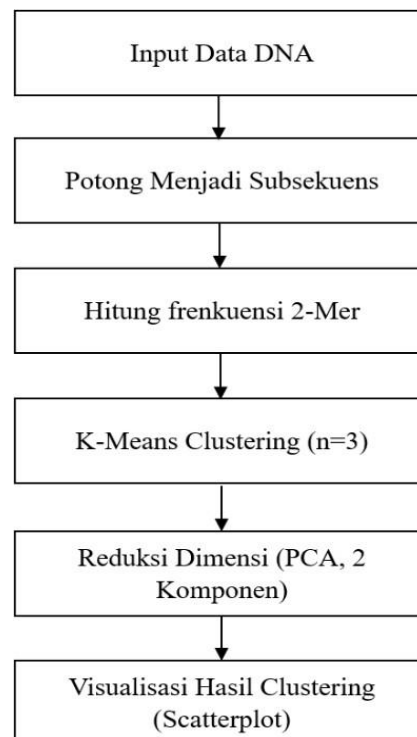 Input Data DNA
Potong Menjadi Subsekuens
Hitung frenkuensi 2-Mer
K-Means Clustering (n=3)
Reduksi Dimensi (PCA, 2
Komponen)
Visualisasi Hasil Clustering
(Scatterplot)